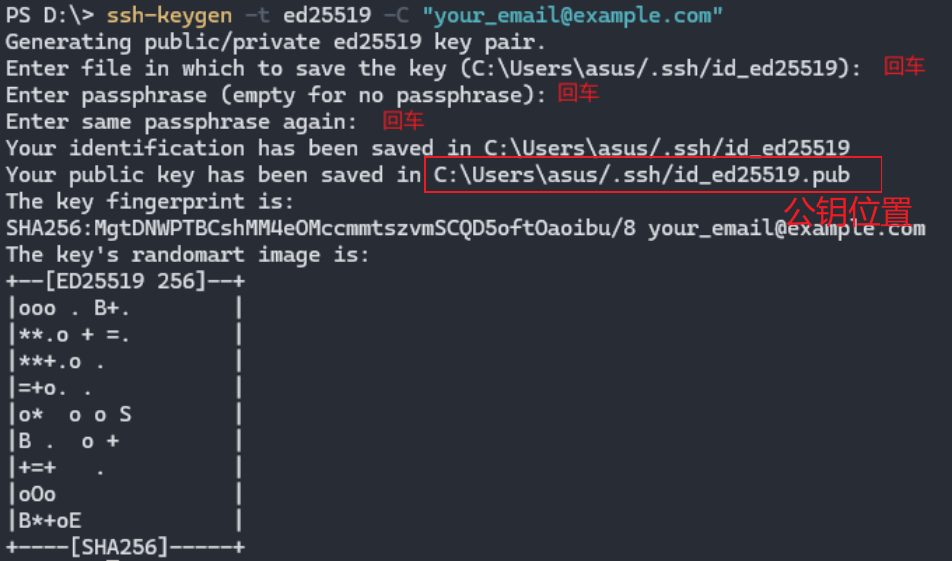 PS D:\> ssh-keygen -t ed25519 -C "your_email@example.com"
Generating public/private ed25519 key pair.
Enter file in which to save the key (C:\Users\asus/.ssh/id_ed25519): 回车
Enter passphrase (empty for no passphrase): 回车
Enter same passphrase again: 回车
Your identification has been saved in C:\Users\asus/.ssh/id_ed25519
Your public key has been saved in C:\Users\asus/.ssh/id_ed25519.pub
公钥位置
The key fingerprint is:
SHA256:MgtDNWPTBCshMM4eOMccmmtszvmSCQD5oftOaoibu/8 your_email@example.com
The key's randomart image is:
+--[ED25519 256]--+
|ooo . B+.        |
|**.o + =.        |
|**+.o .          |
|=+o. .           |
|o*  o o S        |
|B .  o +         |
|+=+   .          |
|oOo              |
|B*+oE            |
+----[SHA256]-----+